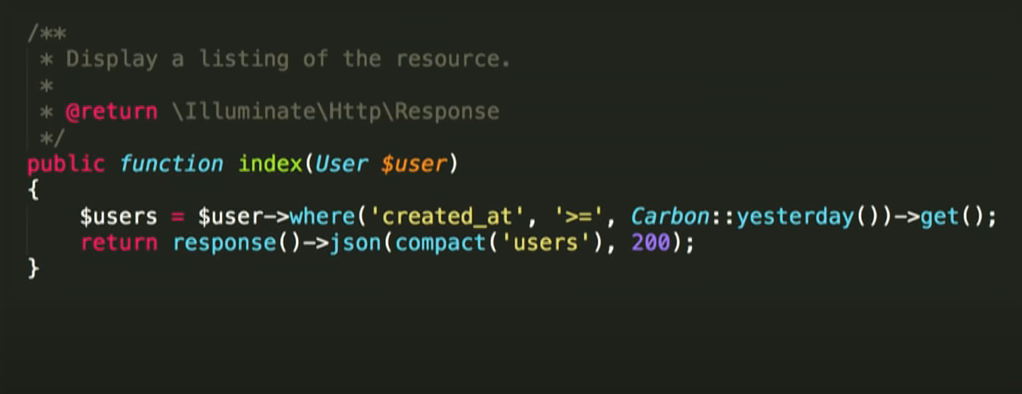 /**
 * Display a listing of the resource.
 *
 * @return \Illuminate\Http\Response
 */
public function index(User $user)
{
    $users = $user->where('created_at', '>=', Carbon::yesterday())->get();
    return response()->json(compact('users'), 200);
}